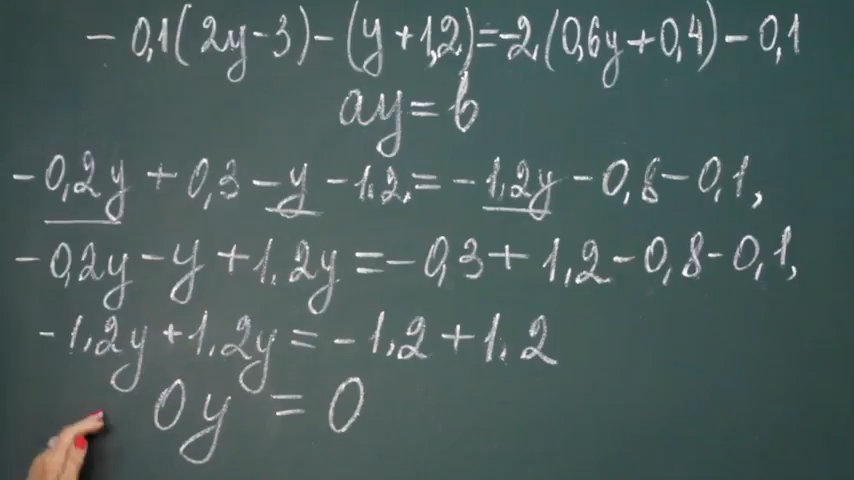 - 0,1(2y-3)-(y+1,2)=-2(0,6y+0,4)-0,1
ay=b
-0,2y+0,3-y-1,2=-1,2y-0,8-0,1,
-0,2y-y+1,2y=-0,3+1,2-0,8-0,1,
-1,2y+1,2y=-1,2+1,2
0y=0